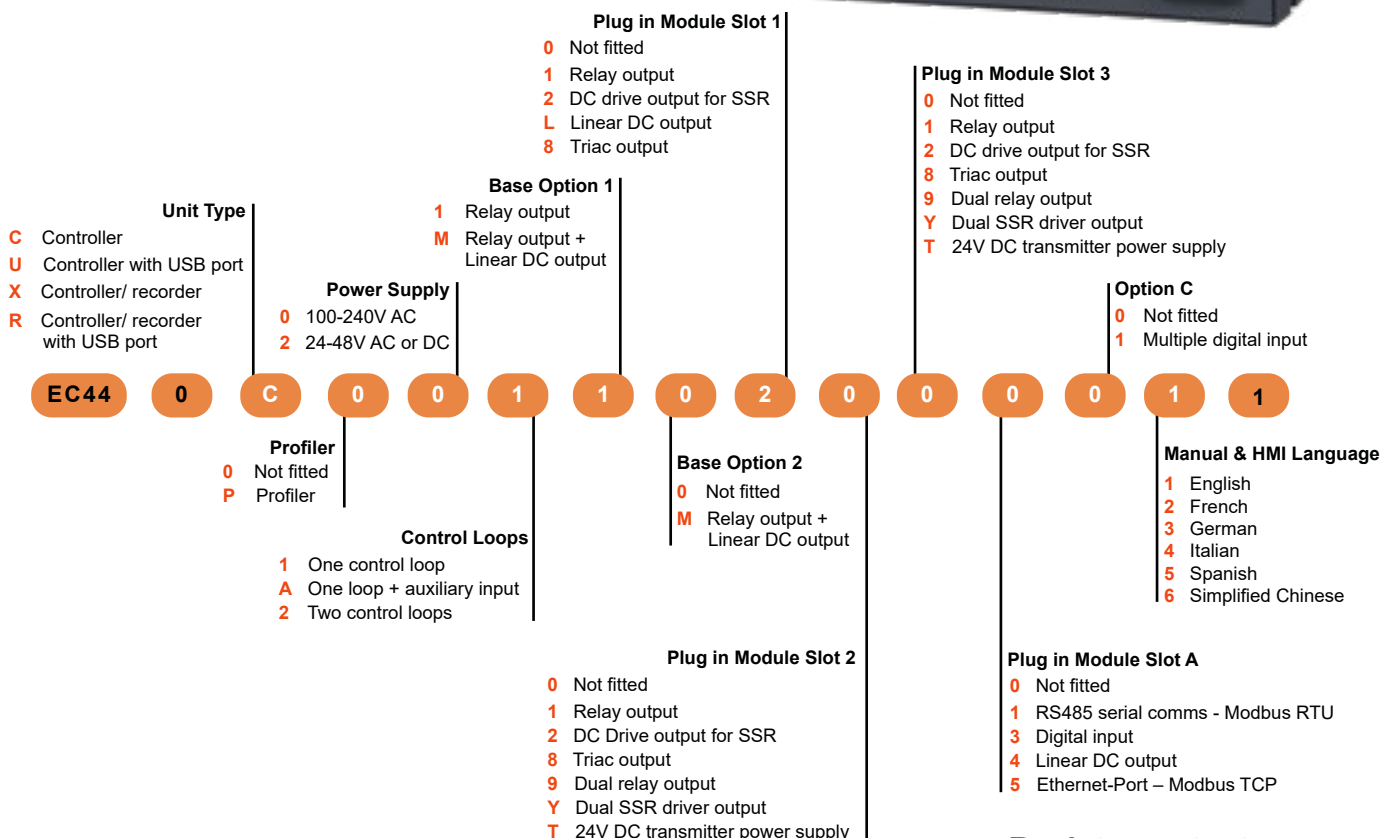 Plug in Module Slot 1
0 Not fitted
1 Relay output
2 DC drive output for SSR
L Linear DC output
8 Triac output
Plug in Module Slot 3
0 Not fitted
1 Relay output
2 DC drive output for SSR
8 Triac output
9 Dual relay output
Y Dual SSR driver output
T 24V DC transmitter power supply
Base Option 1
1 Relay output
M Relay output +
Linear DC output
Unit Type
C Controller
U Controller with USB port
X Controller/ recorder
R Controller/ recorder
with USB port
Power Supply
0 100-240V AC
2 24-48V AC or DC
Option C
0 Not fitted
1 Multiple digital input
EC44 0 C 0 0 1 1 0 2 0 0 0 0 1 1
Profiler
0 Not fitted
P Profiler
Control Loops
1 One control loop
A One loop + auxiliary input
2 Two control loops
Base Option 2
0 Not fitted
M Relay output +
Linear DC output
Manual & HMI Language
1 English
2 French
3 German
4 Italian
5 Spanish
6 Simplified Chinese
Plug in Module Slot 2
0 Not fitted
1 Relay output
2 DC Drive output for SSR
8 Triac output
9 Dual relay output
Y Dual SSR driver output
T 24V DC transmitter power supply
Plug in Module Slot A
0 Not fitted
1 RS485 serial comms - Modbus RTU
3 Digital input
4 Linear DC output
5 Ethernet-Port – Modbus TCP